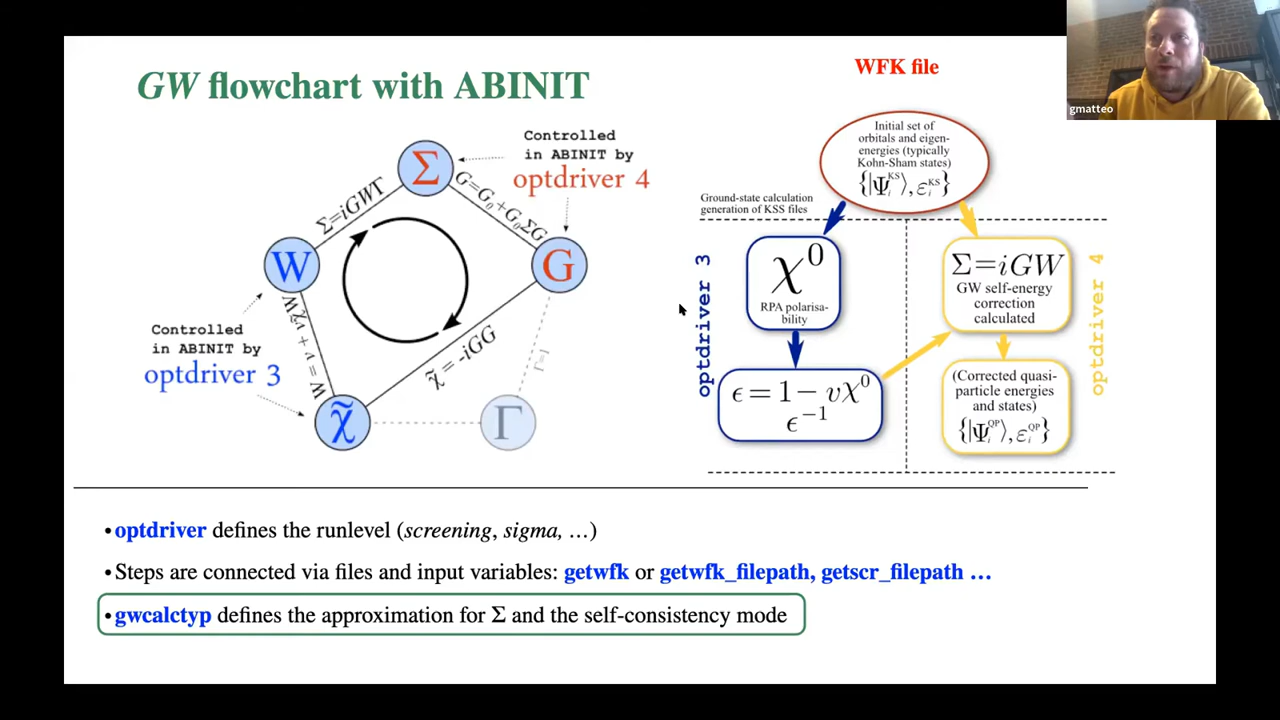 GW flowchart with ABINIT
Controlled
in ABINIT by
optdriver 4
Σ
Σ=iGWΓ
G=G₀+G₀ΣG
W
G
W = v + vχ̃W
χ̃ = -iGG
Γ=1
Controlled
in ABINIT by
optdriver 3
χ̃
Γ
WFK file
Initial set of
orbitals and eigen-
energies (typically
Kohn-Sham states)
{|Ψᵢᴷˢ⟩, εᵢᴷˢ}
Ground-state calculation
generation of KSS files
optdriver 3
χ⁰
RPA polarisa-
bility
ϵ = 1 − vχ⁰
ϵ⁻¹
Σ=iGW
GW self-energy
correction
calculated
(Corrected quasi-
particle energies
and states)
{|Ψᵢ^QP⟩, εᵢ^QP}
optdriver 4
gmatteo
•optdriver defines the runlevel (screening, sigma, …)
•Steps are connected via files and input variables: getwfk or getwfk_filepath, getscr_filepath …
•gwcalctyp defines the approximation for Σ and the self-consistency mode